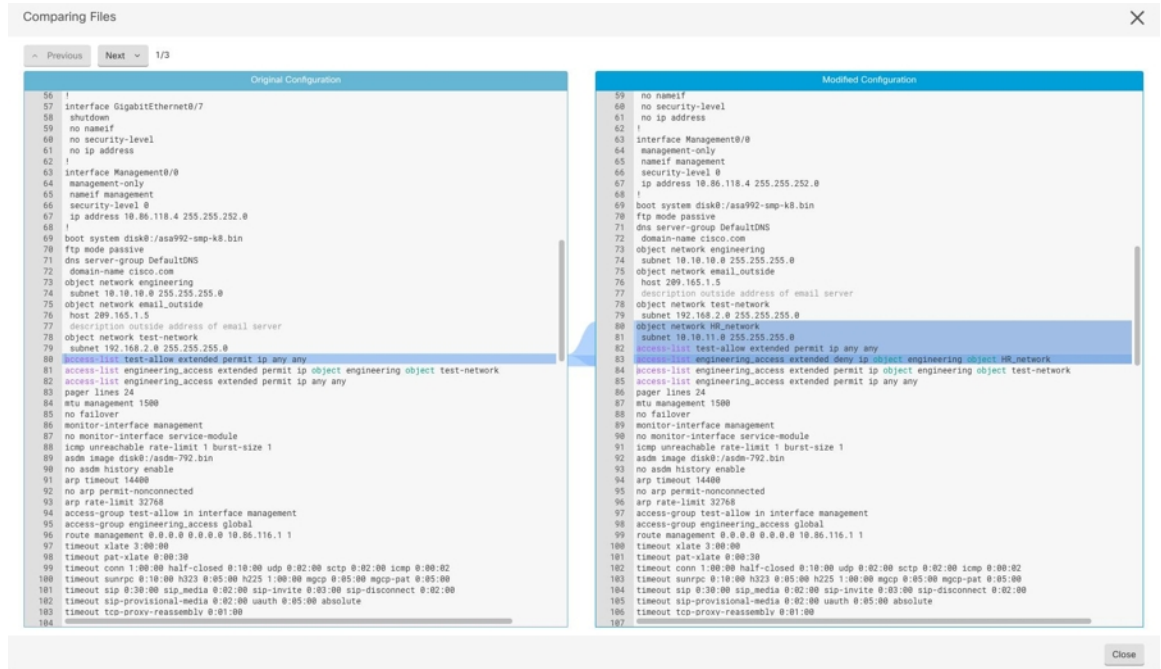 Comparing Files
Previous Next 1/3
Original Configuration
56 !
57 interface GigabitEthernet0/7
58 shutdown
59 no nameif
60 no security-level
61 no ip address
62 !
63 interface Management0/0
64 management-only
65 nameif management
66 security-level 0
67 ip address 10.86.118.4 255.255.252.0
68 !
69 boot system disk0:/asa992-smp-k8.bin
70 ftp mode passive
71 dns server-group DefaultDNS
72 domain-name cisco.com
73 object network engineering
74 subnet 10.10.10.0 255.255.255.0
75 object network email_outside
76 host 209.165.1.5
77 description outside address of email server
78 object network test-network
79 subnet 192.168.2.0 255.255.255.0
80 access-list test-allow extended permit ip any any
81 access-list engineering_access extended permit ip object engineering object test-network
82 access-list engineering_access extended permit ip any any
83 pager lines 24
84 mtu management 1500
85 no failover
86 monitor-interface management
87 no monitor-interface service-module
88 icmp unreachable rate-limit 1 burst-size 1
89 asdm image disk0:/asdm-792.bin
90 no asdm history enable
91 arp timeout 14400
92 no arp permit-nonconnected
93 arp rate-limit 32768
94 access-group test-allow in interface management
95 access-group engineering_access global
96 route management 0.0.0.0 0.0.0.0 10.86.116.1 1
97 timeout xlate 3:00:00
98 timeout pat-xlate 0:00:30
99 timeout conn 1:00:00 half-closed 0:10:00 udp 0:02:00 sctp 0:02:00 icmp 0:00:02
100 timeout sunrpc 0:10:00 h323 0:05:00 h225 1:00:00 mgcp 0:05:00 mgcp-pat 0:05:00
101 timeout sip 0:30:00 sip_media 0:02:00 sip-invite 0:03:00 sip-disconnect 0:02:00
102 timeout sip-provisional-media 0:02:00 uauth 0:05:00 absolute
103 timeout tcp-proxy-reassembly 0:01:00
104
Modified Configuration
59 no nameif
60 no security-level
61 no ip address
62 !
63 interface Management0/0
64 management-only
65 nameif management
66 security-level 0
67 ip address 10.86.118.4 255.255.252.0
68 !
69 boot system disk0:/asa992-smp-k8.bin
70 ftp mode passive
71 dns server-group DefaultDNS
72 domain-name cisco.com
73 object network engineering
74 subnet 10.10.10.0 255.255.255.0
75 object network email_outside
76 host 209.165.1.5
77 description outside address of email server
78 object network test-network
79 subnet 192.168.2.0 255.255.255.0
80 object network HR_network
81 subnet 10.10.11.0 255.255.255.0
82 access-list test-allow extended permit ip any any
83 access-list engineering_access extended deny ip object engineering object HR_network
84 access-list engineering_access extended permit ip object engineering object test-network
85 access-list engineering_access extended permit ip any any
86 pager lines 24
87 mtu management 1500
88 no failover
89 monitor-interface management
90 no monitor-interface service-module
91 icmp unreachable rate-limit 1 burst-size 1
92 asdm image disk0:/asdm-792.bin
93 no asdm history enable
94 arp timeout 14400
95 no arp permit-nonconnected
96 arp rate-limit 32768
97 access-group test-allow in interface management
98 access-group engineering_access global
99 route management 0.0.0.0 0.0.0.0 10.86.116.1 1
100 timeout xlate 3:00:00
101 timeout pat-xlate 0:00:30
102 timeout conn 1:00:00 half-closed 0:10:00 udp 0:02:00 sctp 0:02:00 icmp 0:00:02
103 timeout sunrpc 0:10:00 h323 0:05:00 h225 1:00:00 mgcp 0:05:00 mgcp-pat 0:05:00
104 timeout sip 0:30:00 sip_media 0:02:00 sip-invite 0:03:00 sip-disconnect 0:02:00
105 timeout sip-provisional-media 0:02:00 uauth 0:05:00 absolute
106 timeout tcp-proxy-reassembly 0:01:00
107
Close